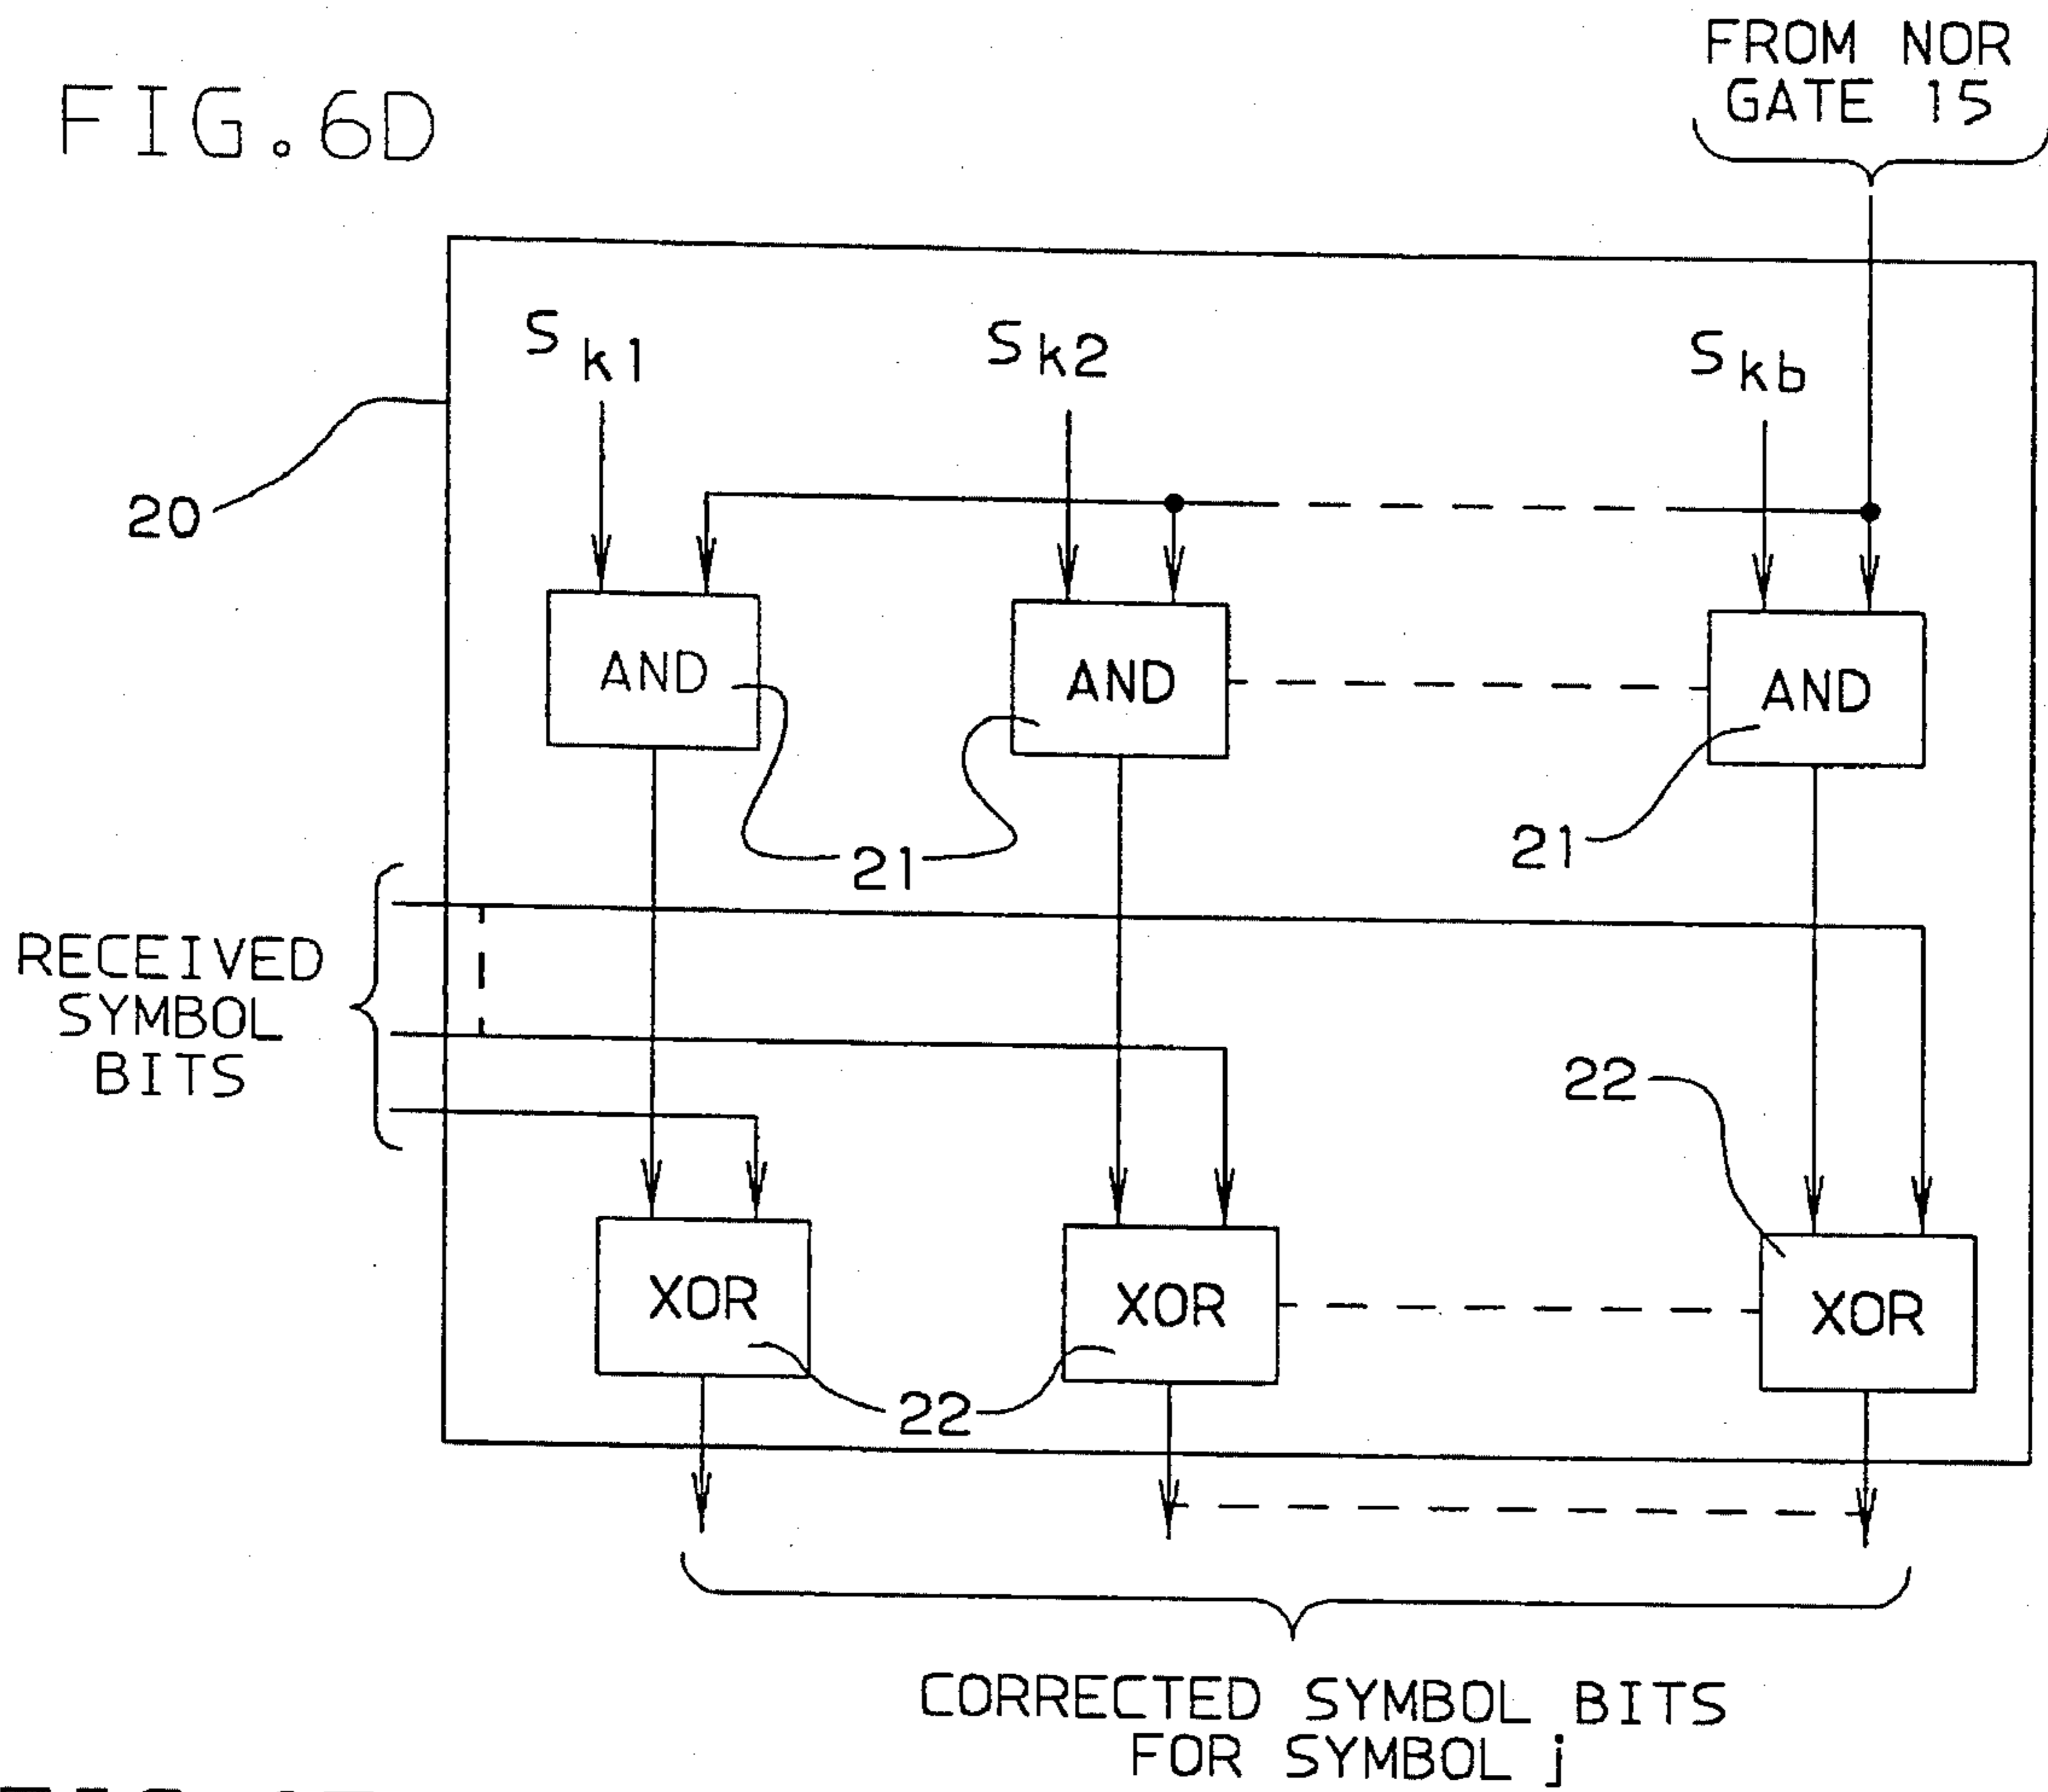 FROM NOR
GATE 15
FIG. 6D
S k1
S k2
S kb
20
AND
AND
AND
21
21
RECEIVED
SYMBOL
BITS
22
XOR
XOR
XOR
22
CORRECTED SYMBOL BITS
FOR SYMBOL j